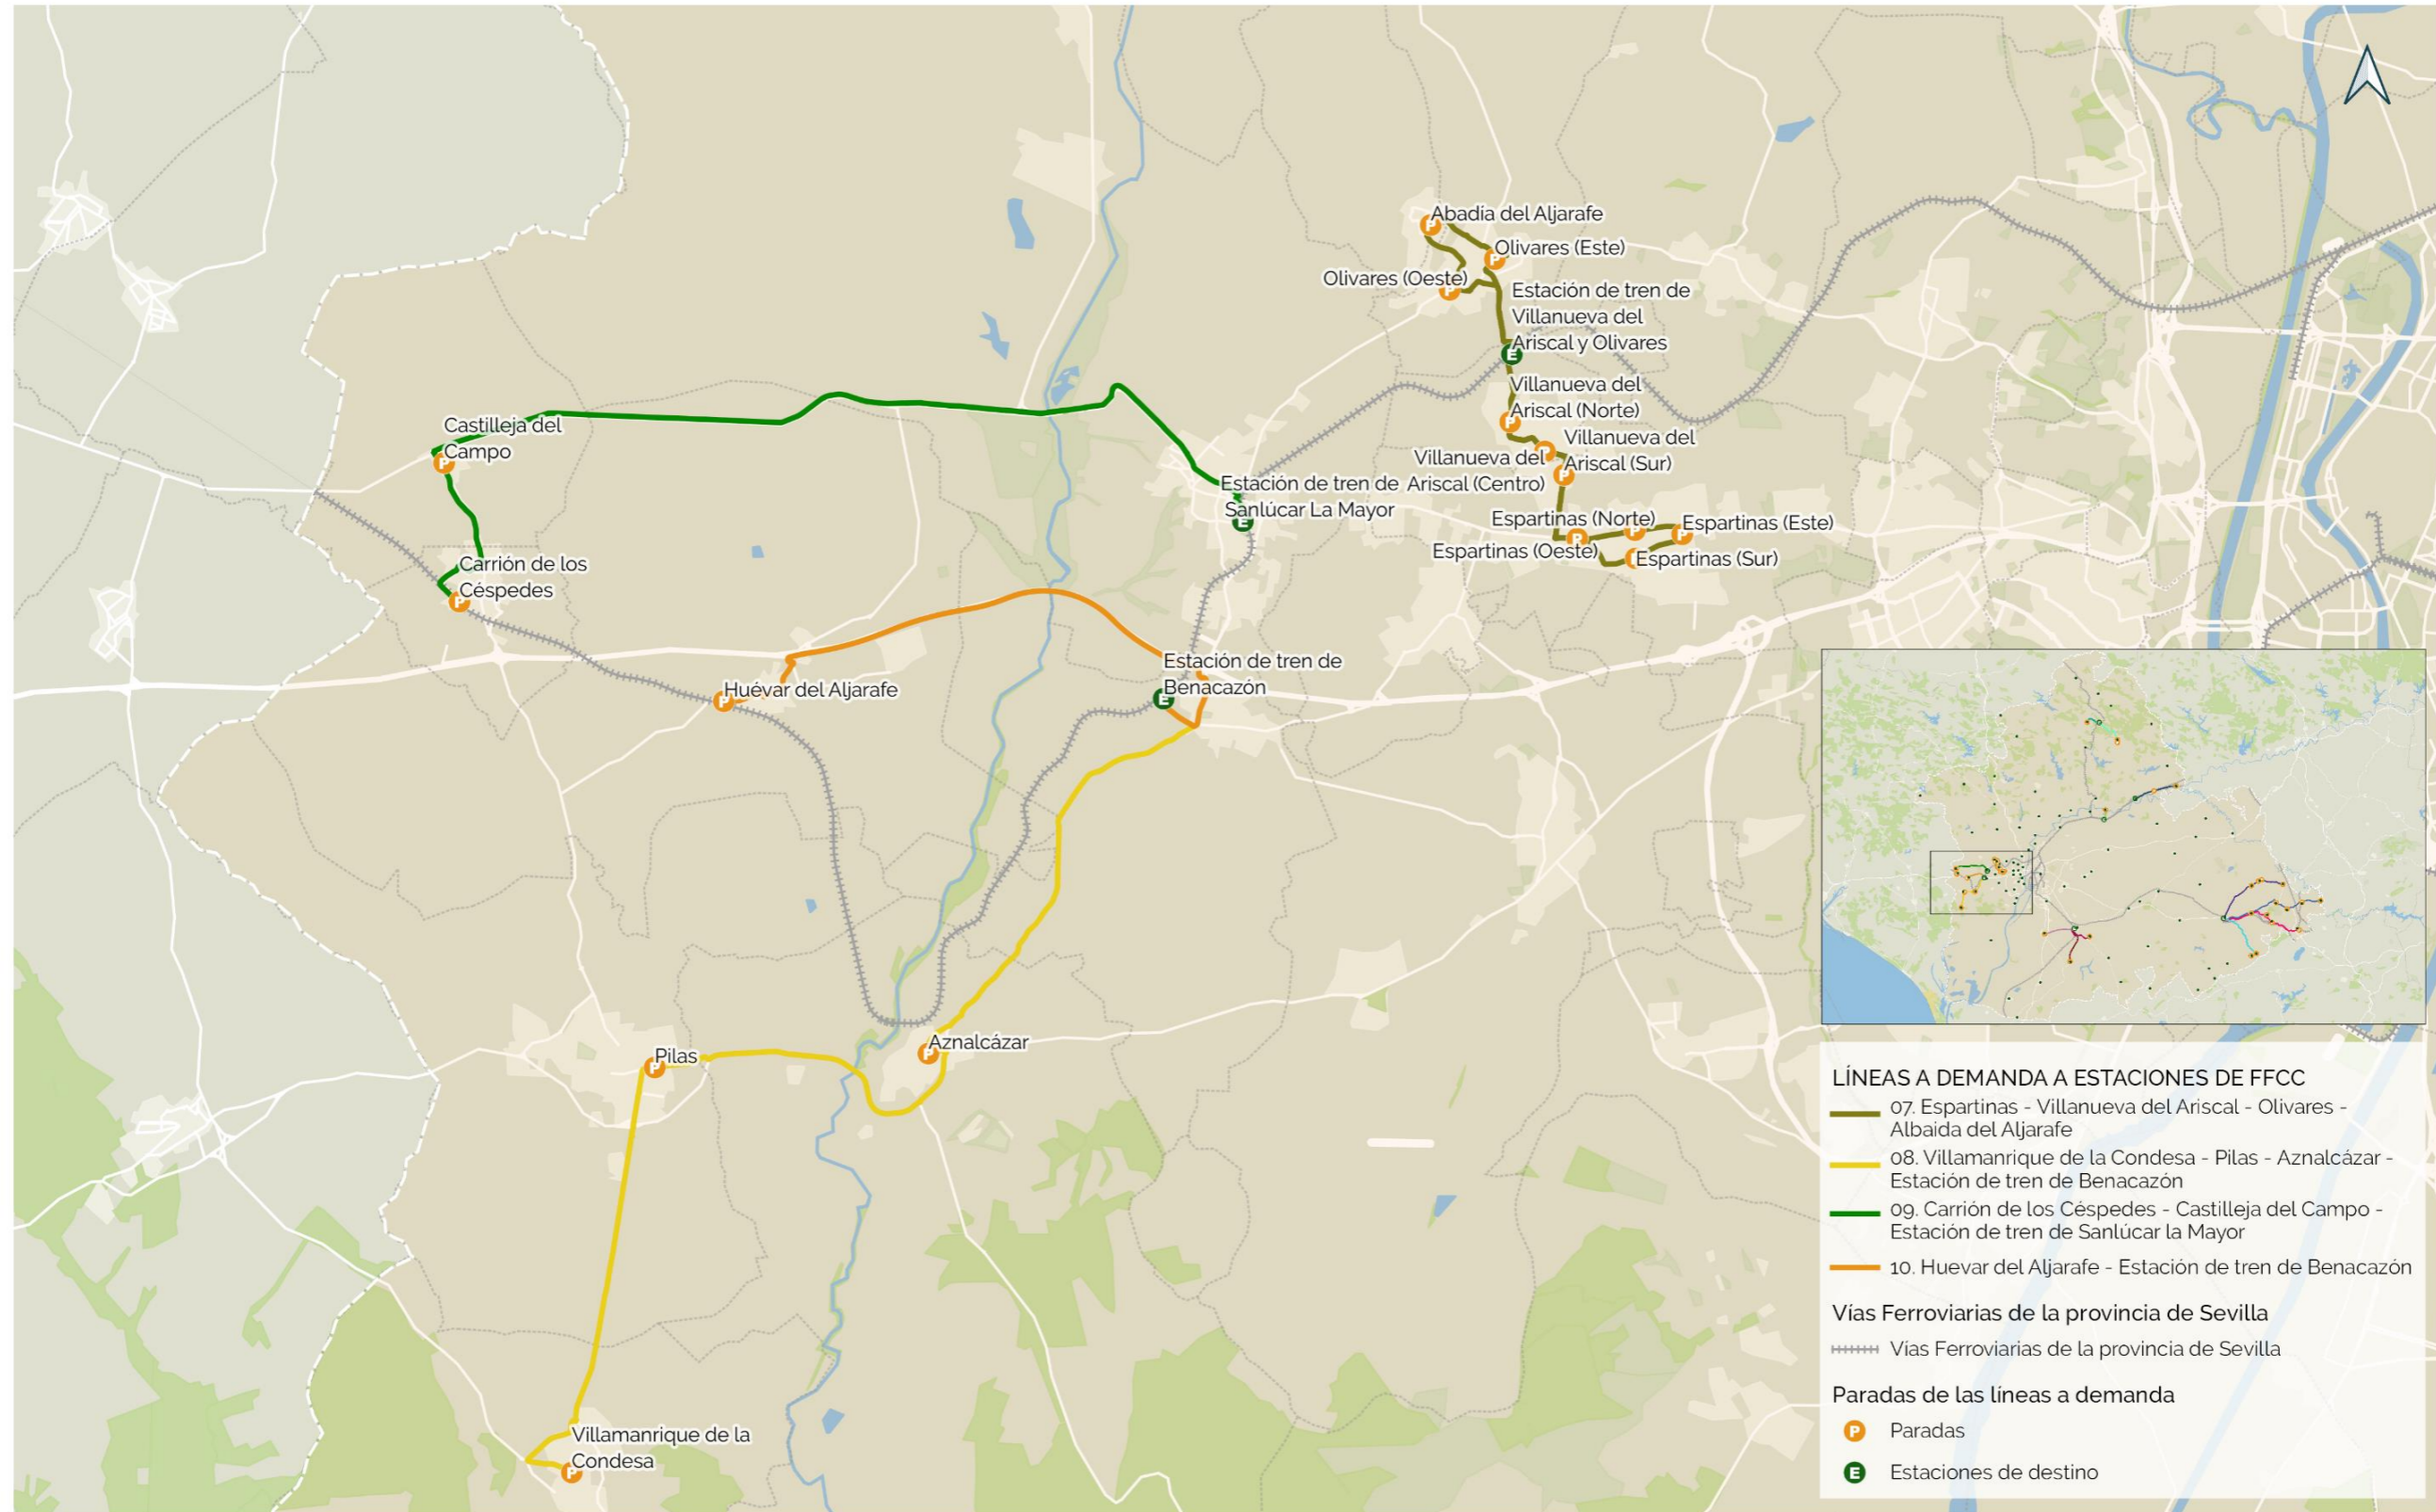 Abadia del Aljarafe
Olivares (Este)
Olivares (Oeste)
Estación de tren de
Villanueva del
Ariscal y Olivares
Villanueva del
Ariscal (Norte)
Villanueva del
Ariscal (Sur)
Villanueva del
Ariscal (Centro)
Castilleja del
Campo
Estación de tren de
Sanlúcar La Mayor
Espartinas (Norte)
Espartinas (Este)
Espartinas (Oeste)
Espartinas (Sur)
Carrión de los
Céspedes
Estación de tren de
Benacazón
Huévar del Aljarafe
Aznalcázar
Pilas
Villamanrique de la
Condesa
P
P
P
E
P
P
P
P
E
P
P
P
P
P
E
P
P
P
LÍNEAS A DEMANDA A ESTACIONES DE FFCC
07. Espartinas - Villanueva del Ariscal - Olivares -
Albaida del Aljarafe
08. Villamanrique de la Condesa - Pilas - Aznalcázar -
Estación de tren de Benacazón
09. Carrión de los Céspedes - Castilleja del Campo -
Estación de tren de Sanlúcar la Mayor
10. Huevar del Aljarafe - Estación de tren de Benacazón
Vías Ferroviarias de la provincia de Sevilla
Vías Ferroviarias de la provincia de Sevilla
Paradas de las líneas a demanda
P Paradas
E Estaciones de destino